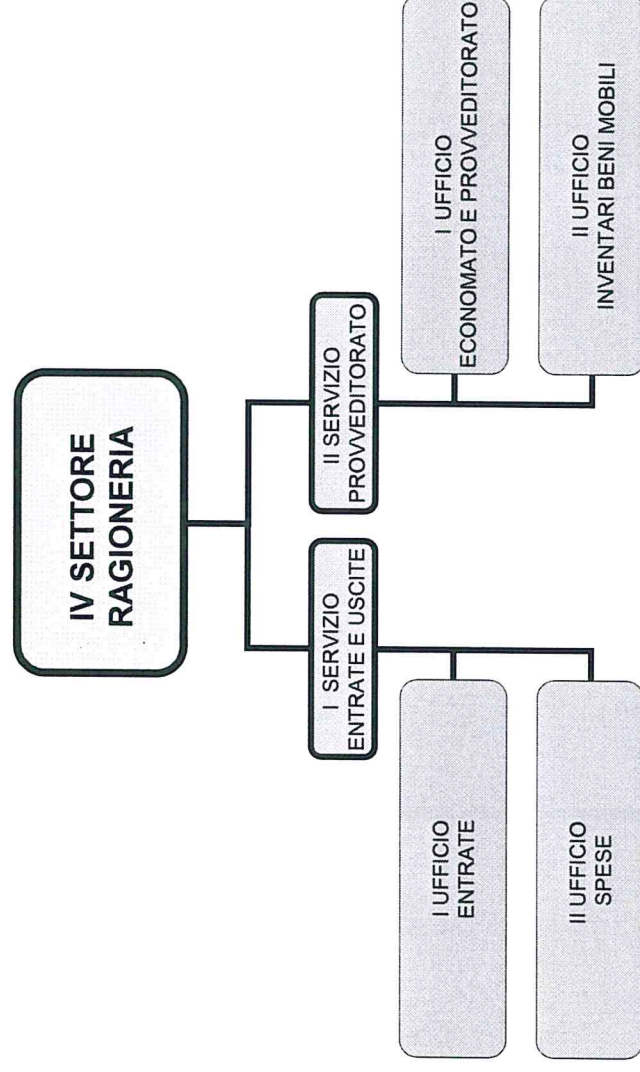 IV SETTORE
RAGIONERIA
I SERVIZIO
ENTRATE E USCITE
I UFFICIO
ENTRATE
II UFFICIO
SPESE
II SERVIZIO
PROVVEDITORATO
I UFFICIO
ECONOMATO E PROVVEDITORATO
II UFFICIO
INVENTARI BENI MOBILI